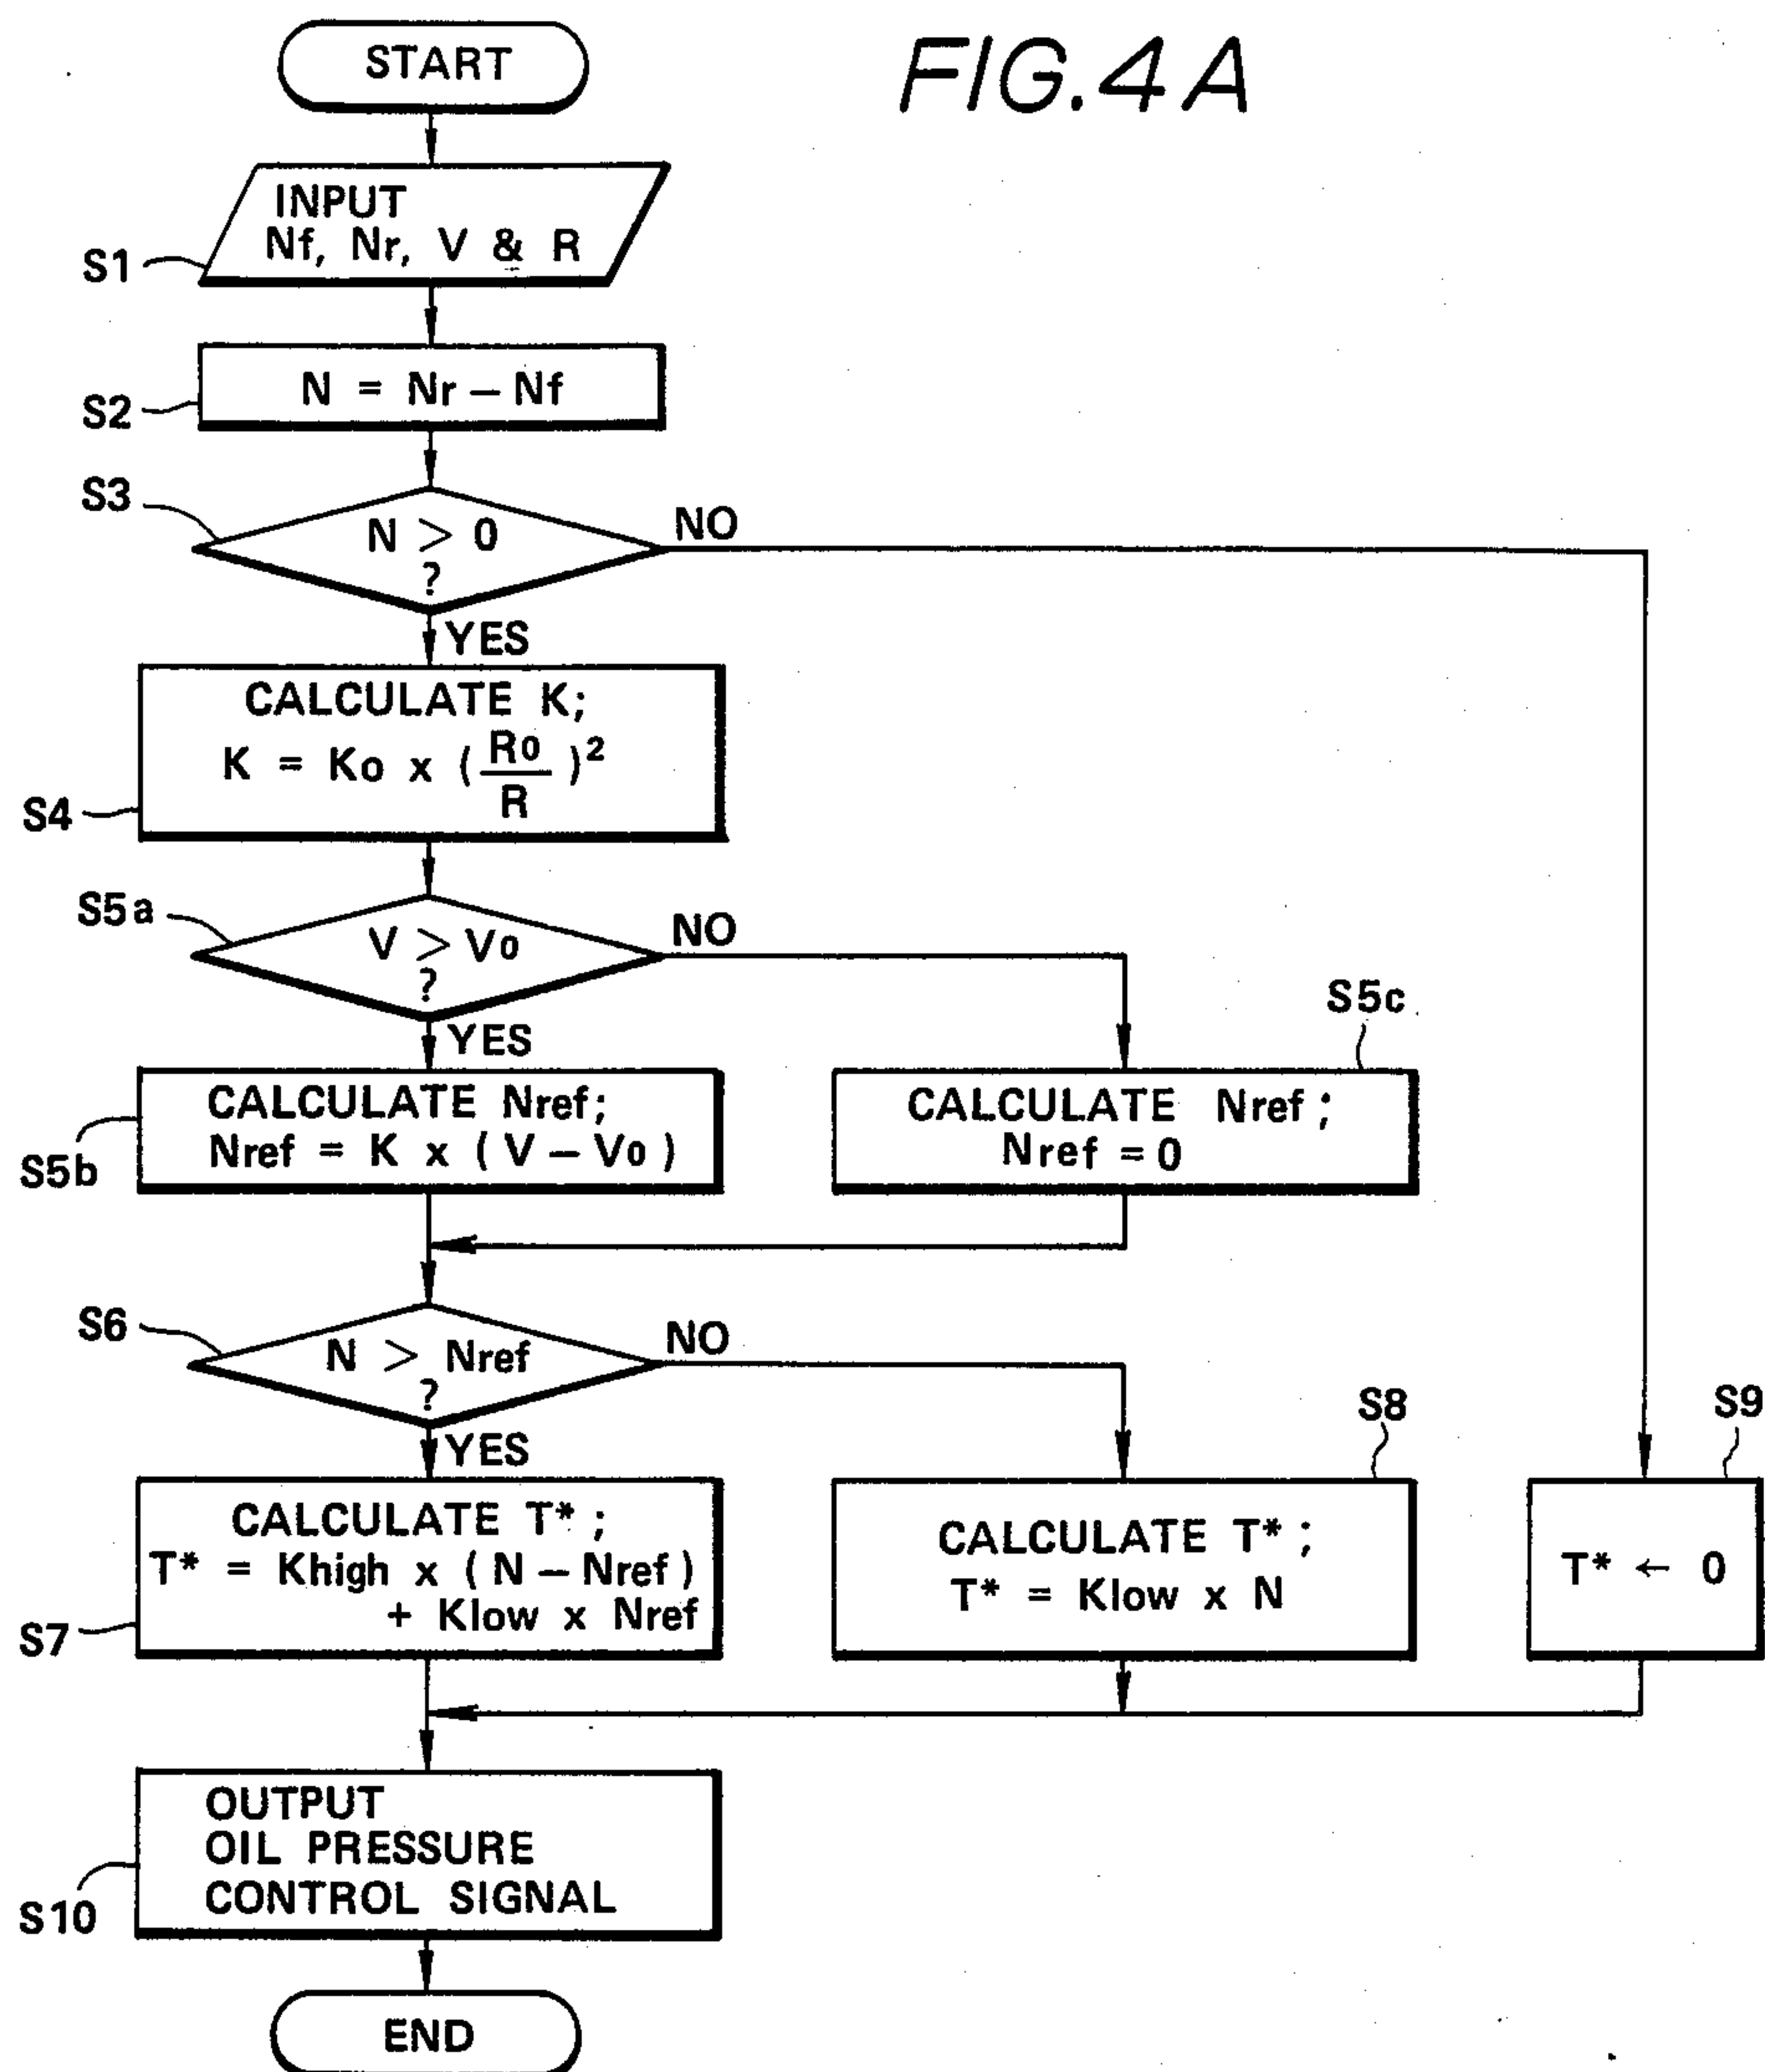 FIG.4A
START
INPUT
Nf, Nr, V & R
S1
N = Nr – Nf
S2
S3
N > 0
?
NO
YES
CALCULATE K;
K = Ko x (Ro/R)²
S4
S5a
V > Vo
?
NO
YES
S5c
CALCULATE Nref;
Nref = K x ( V – Vo )
S5b
CALCULATE Nref ;
Nref = 0
S6
N > Nref
?
NO
YES
S8
S9
CALCULATE T* ;
T* = Khigh x ( N – Nref )
+ Klow x Nref
S7
CALCULATE T* ;
T* = Klow x N
T* ← 0
OUTPUT
OIL PRESSURE
CONTROL SIGNAL
S10
END